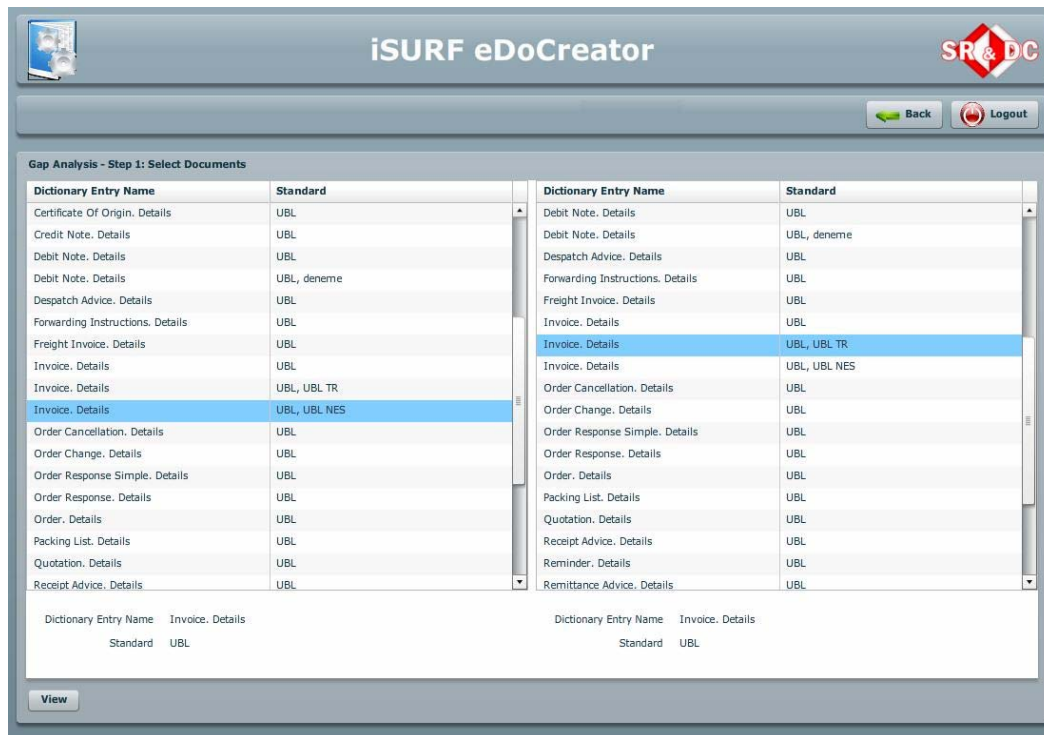 iSURF eDoCreator
SR&DC
Back Logout
Gap Analysis - Step 1: Select Documents
Dictionary Entry Name Standard Dictionary Entry Name Standard
Certificate Of Origin. Details UBL Debit Note. Details UBL
Credit Note. Details UBL Debit Note. Details UBL, deneme
Debit Note. Details UBL Despatch Advice. Details UBL
Debit Note. Details UBL, deneme Forwarding Instructions. Details UBL
Despatch Advice. Details UBL Freight Invoice. Details UBL
Forwarding Instructions. Details UBL Invoice. Details UBL
Freight Invoice. Details UBL Invoice. Details UBL, UBL TR
Invoice. Details UBL Invoice. Details UBL, UBL NES
Invoice. Details UBL, UBL TR Order Cancellation. Details UBL
Invoice. Details UBL, UBL NES Order Change. Details UBL
Order Cancellation. Details UBL Order Response Simple. Details UBL
Order Change. Details UBL Order Response. Details UBL
Order Response Simple. Details UBL Order. Details UBL
Order Response. Details UBL Packing List. Details UBL
Order. Details UBL Quotation. Details UBL
Packing List. Details UBL Receipt Advice. Details UBL
Quotation. Details UBL Reminder. Details UBL
Receipt Advice. Details UBL Remittance Advice. Details UBL
Dictionary Entry Name Invoice. Details Dictionary Entry Name Invoice. Details
Standard UBL Standard UBL
View